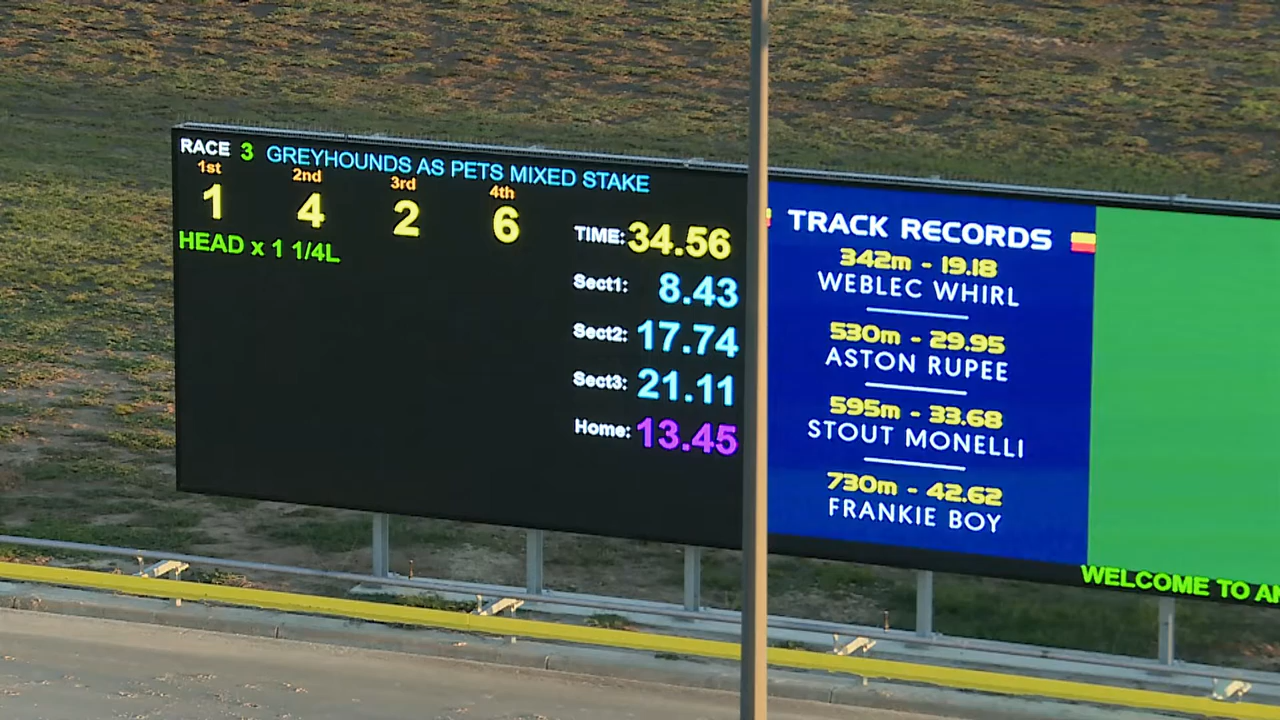 RACE 3 GREYHOUNDS AS PETS MIXED STAKE
1st 2nd 3rd 4th
1 4 2 6
HEAD x 1 1/4L
TIME: 34.56
Sect1: 8.43
Sect2: 17.74
Sect3: 21.11
Home: 13.45
TRACK RECORDS
342m - 19.18
WEBLEC WHIRL
530m - 29.95
ASTON RUPEE
595m - 33.68
STOUT MONELLI
730m - 42.62
FRANKIE BOY
WELCOME TO